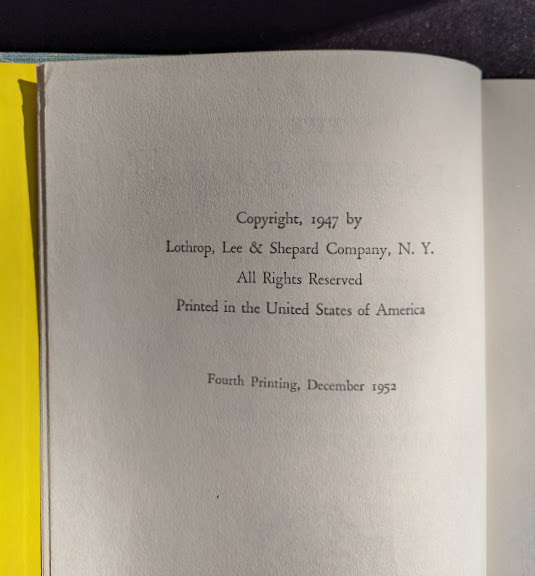 Copyright, 1947 by
Lothrop, Lee & Shepard Company, N. Y.
All Rights Reserved
Printed in the United States of America
Fourth Printing, December 1952